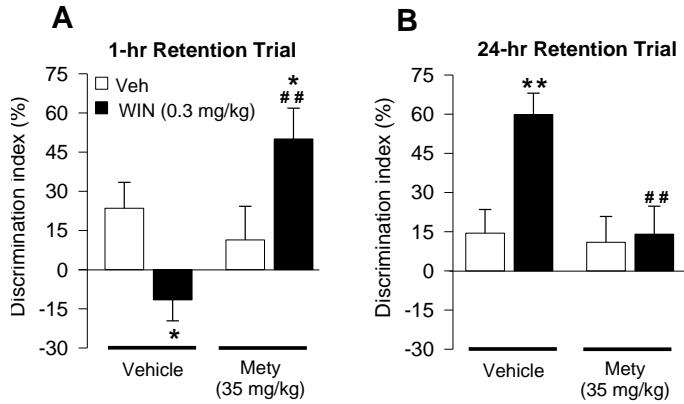 A
1-hr Retention Trial
Discrimination index (%)
75
60
45
30
15
0
-15
-30
Veh
WIN (0.3 mg/kg)
*
*
##
Vehicle
Mety
(35 mg/kg)
B
24-hr Retention Trial
Discrimination index (%)
75
60
45
30
15
0
-15
-30
**
##
Vehicle
Mety
(35 mg/kg)